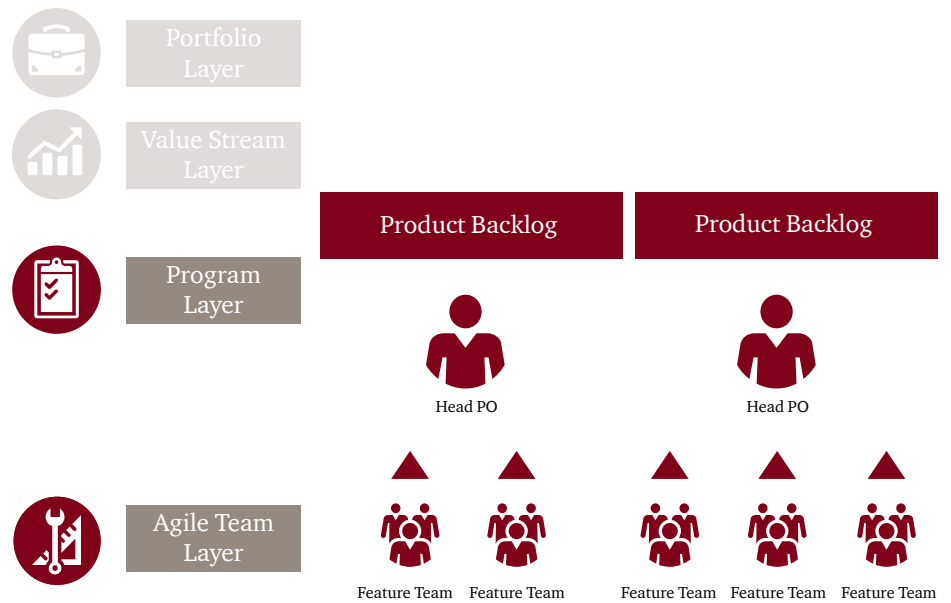 Portfolio
Layer
Value Stream
Layer
Product Backlog
Product Backlog
Program
Layer
Head PO
Head PO
Agile Team
Layer
Feature Team
Feature Team
Feature Team
Feature Team
Feature Team